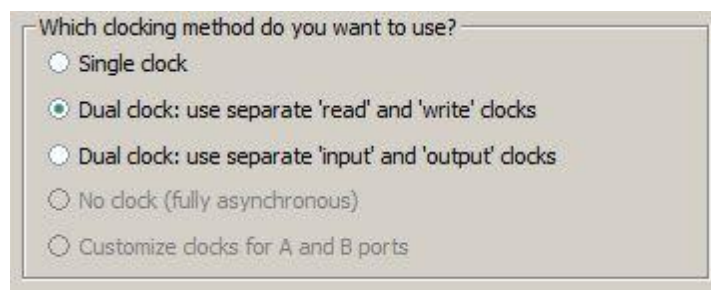 Which clocking method do you want to use?
Single clock
Dual clock: use separate 'read' and 'write' clocks
Dual clock: use separate 'input' and 'output' clocks
No clock (fully asynchronous)
Customize clocks for A and B ports